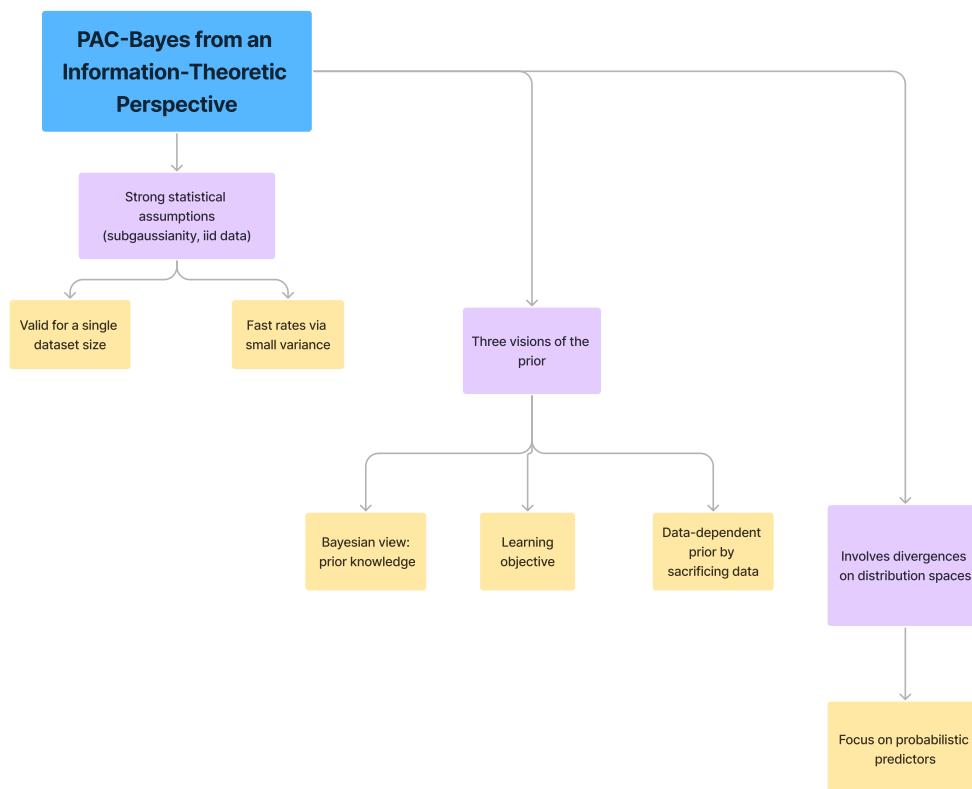 PAC-Bayes from an
Information-Theoretic
Perspective
Strong statistical
assumptions
(subgaussianity, iid data)
Valid for a single
dataset size
Fast rates via
small variance
Three visions of the
prior
Bayesian view:
prior knowledge
Learning
objective
Data-dependent
prior by
sacrificing data
Involves divergences
on distribution spaces
Focus on probabilistic
predictors